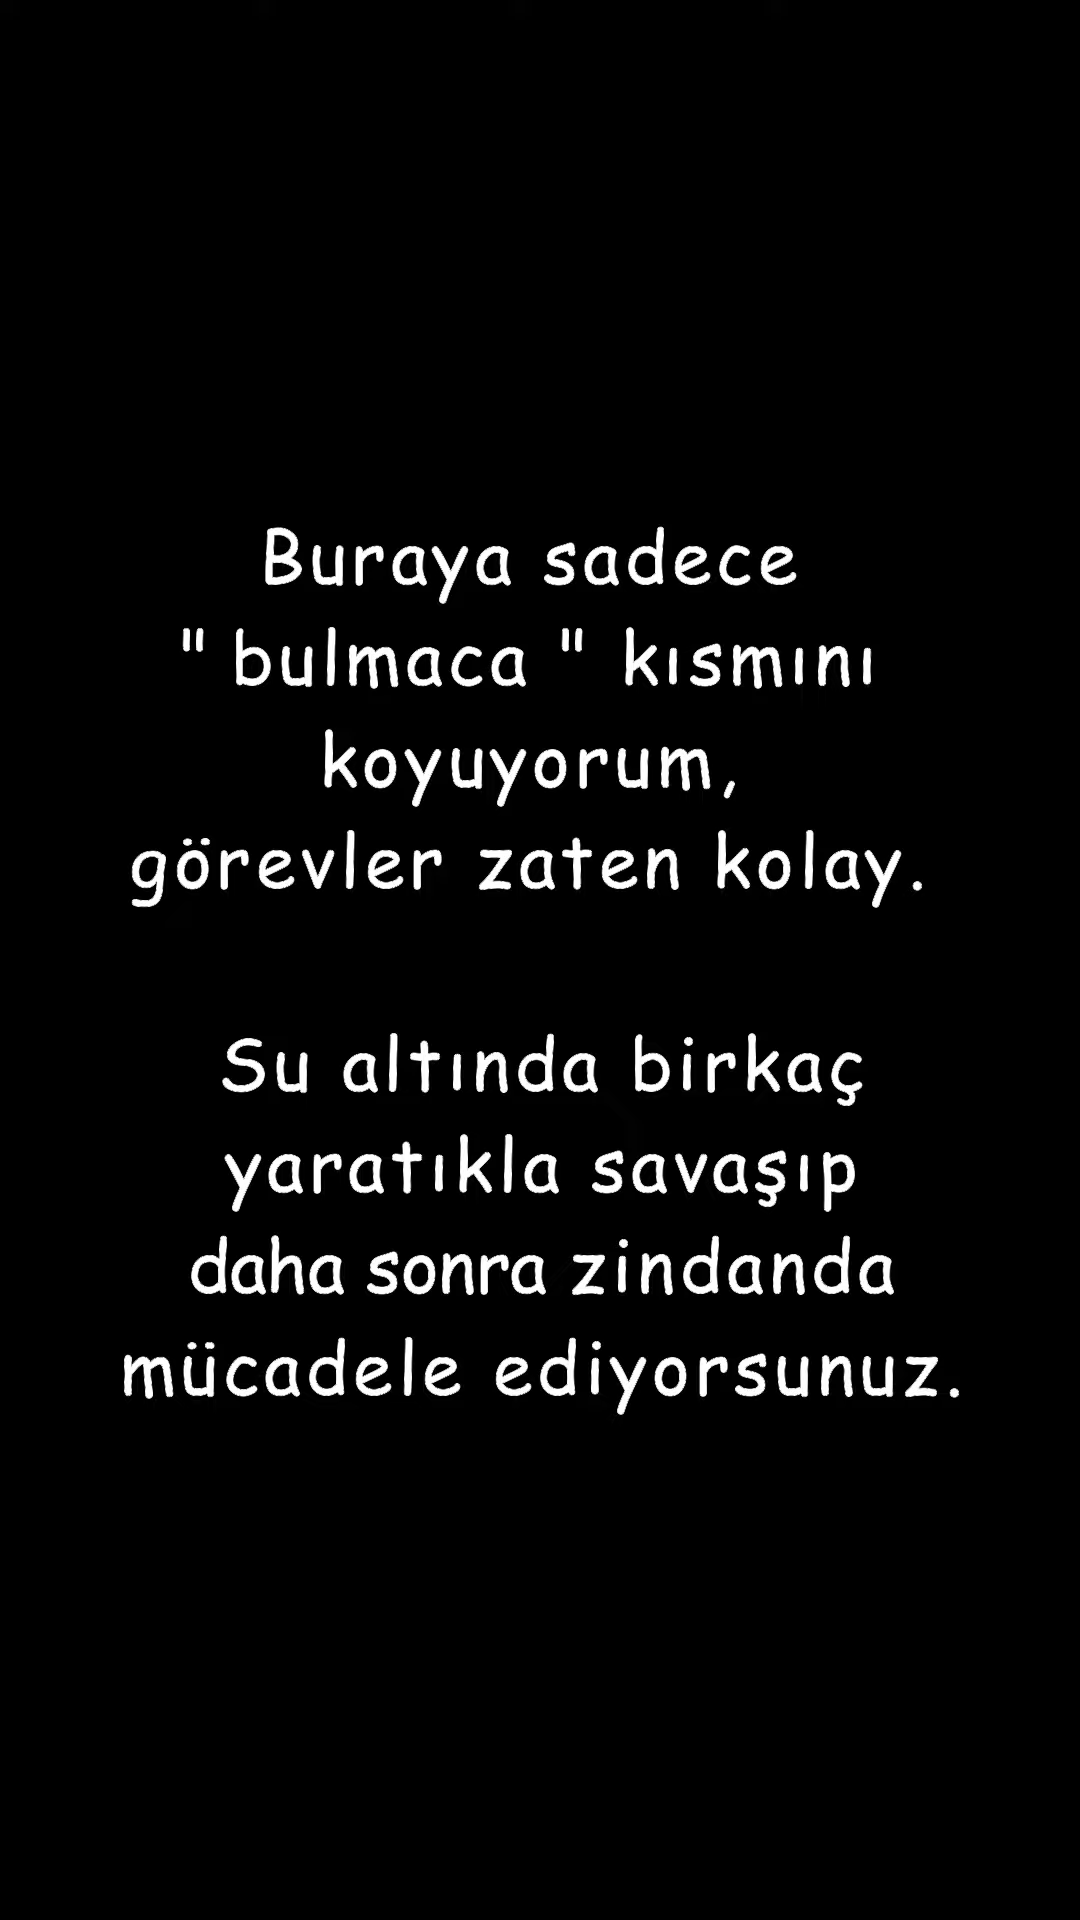 Buraya sadece
" bulmaca " kısmını
koyuyorum,
görevler zaten kolay.
Su altında birkaç
yaratıkla savaşıp
daha sonra zindanda
mücadele ediyorsunuz.